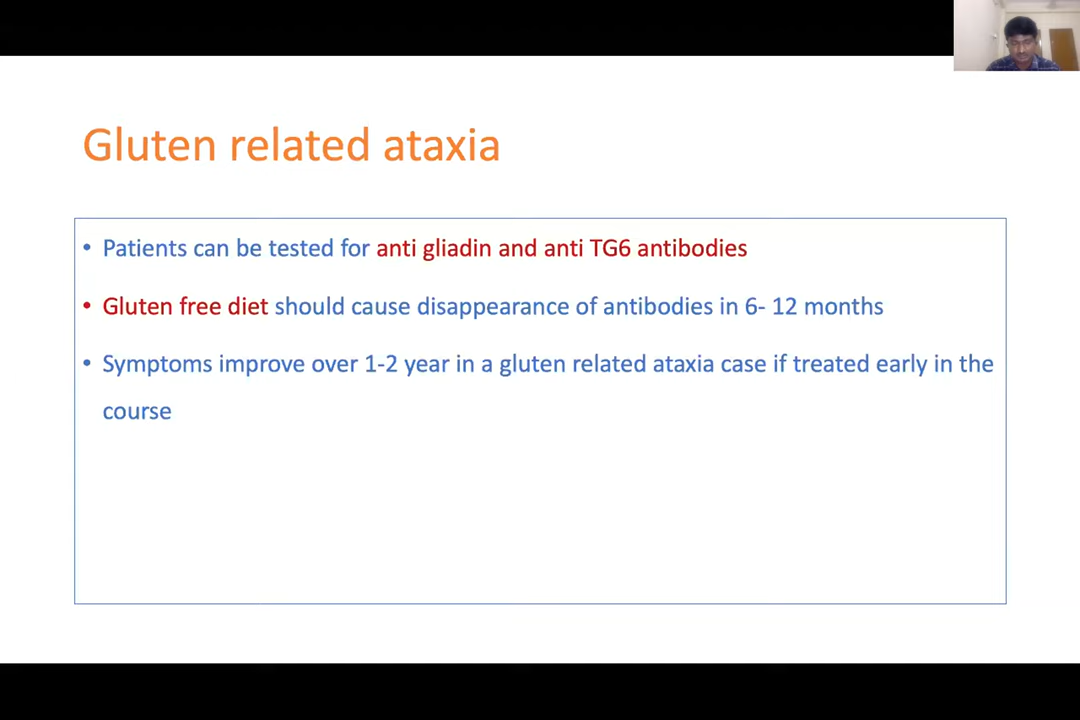 Gluten related ataxia
• Patients can be tested for anti gliadin and anti TG6 antibodies
• Gluten free diet should cause disappearance of antibodies in 6- 12 months
• Symptoms improve over 1-2 year in a gluten related ataxia case if treated early in the
course